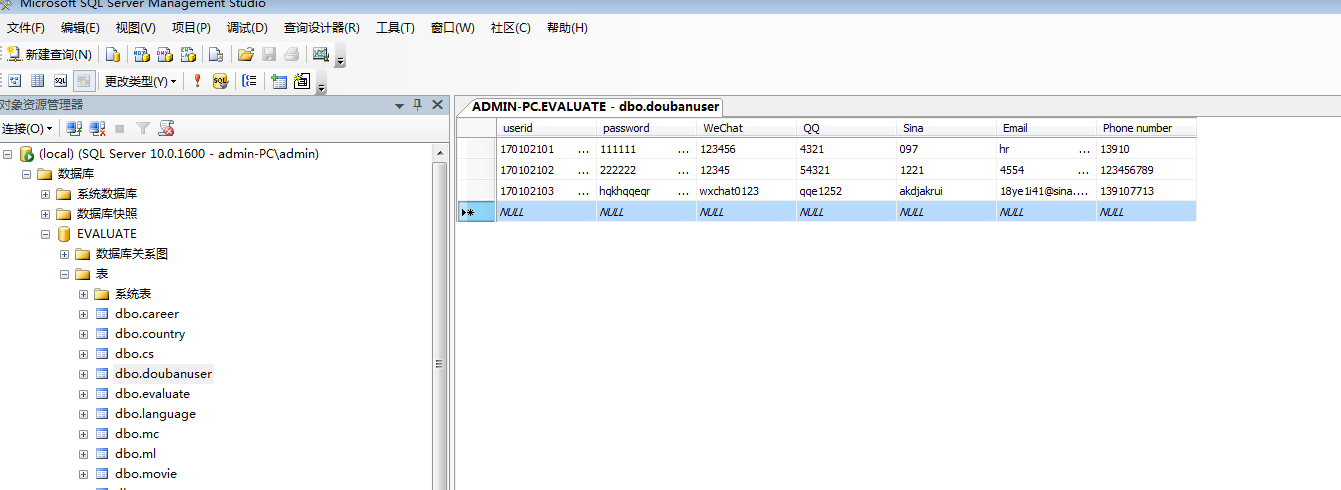 Microsoft SQL Server Management Studio
文件(F) 编辑(E) 视图(V) 项目(P) 调试(D) 查询设计器(R) 工具(T) 窗口(W) 社区(C) 帮助(H)
新建查询(N)
更改类型(Y)
对象资源管理器
连接(O)
(local) (SQL Server 10.0.1600 - admin-PC\admin)
数据库
系统数据库
数据库快照
EVALUATE
数据库关系图
表
系统表
dbo.career
dbo.country
dbo.cs
dbo.doubanuser
dbo.evaluate
dbo.language
dbo.mc
dbo.ml
dbo.movie
ADMIN-PC.EVALUATE - dbo.doubanuser
userid password WeChat QQ Sina Email Phone number
170102101 ... 111111 ... 123456 4321 097 hr ... 13910
170102102 ... 222222 ... 12345 54321 1221 4554 ... 123456789
170102103 ... hqkhqqeqr ... wxchat0123 qqe1252 akdjakrui 18ye1i41@sina.... 139107713
NULL NULL NULL NULL NULL NULL NULL